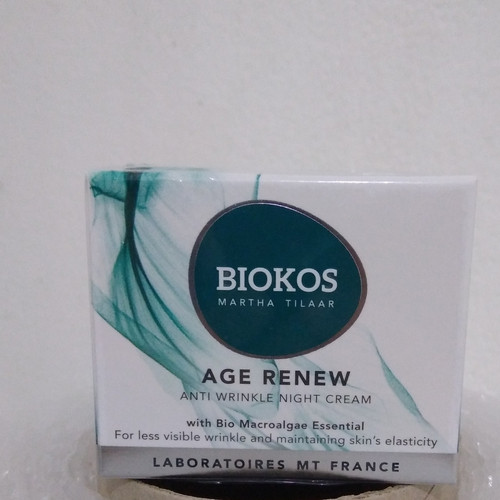 BIOKOS
MARTHA TILAAR
AGE RENEW
ANTI WRINKLE NIGHT CREAM
with Bio Macroalgae Essential
For less visible wrinkle and maintaining skin's elasticity
LABORATOIRES MT FRANCE